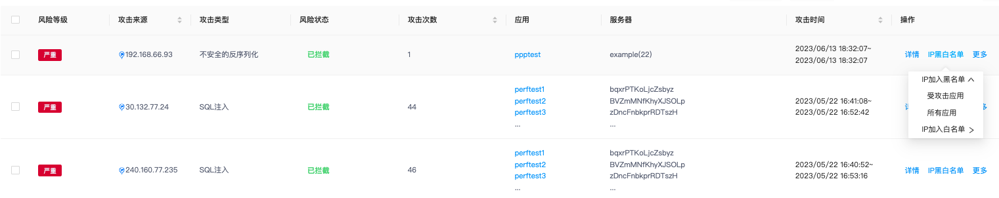 风险等级 攻击来源 攻击类型 风险状态 攻击次数 应用 服务器 攻击时间 操作
严重 192.168.66.93 不安全的反序列化 已拦截 1 ppptest example(22) 2023/06/13 18:32:07~ 详情 IP黑白名单 更多
2023/06/13 18:32:07
IP加入黑名单
受攻击应用
所有应用
IP加入白名单
perftest1 bqxrPTKoLjcZsbyz
严重 30.132.77.24 SQL注入 已拦截 44 perftest2 BVZmMNfKhyXJSOLp 2023/05/22 16:41:08~
perftest3 zDncFnbkprRDTszH 2023/05/22 16:52:42
... ...
perftest1 bqxrPTKoLjcZsbyz
严重 240.160.77.235 SQL注入 已拦截 46 perftest2 BVZmMNfKhyXJSOLp 2023/05/22 16:40:52~ 详情 IP黑白名单 更多
perftest3 zDncFnbkprRDTszH 2023/05/22 16:53:16
... ...